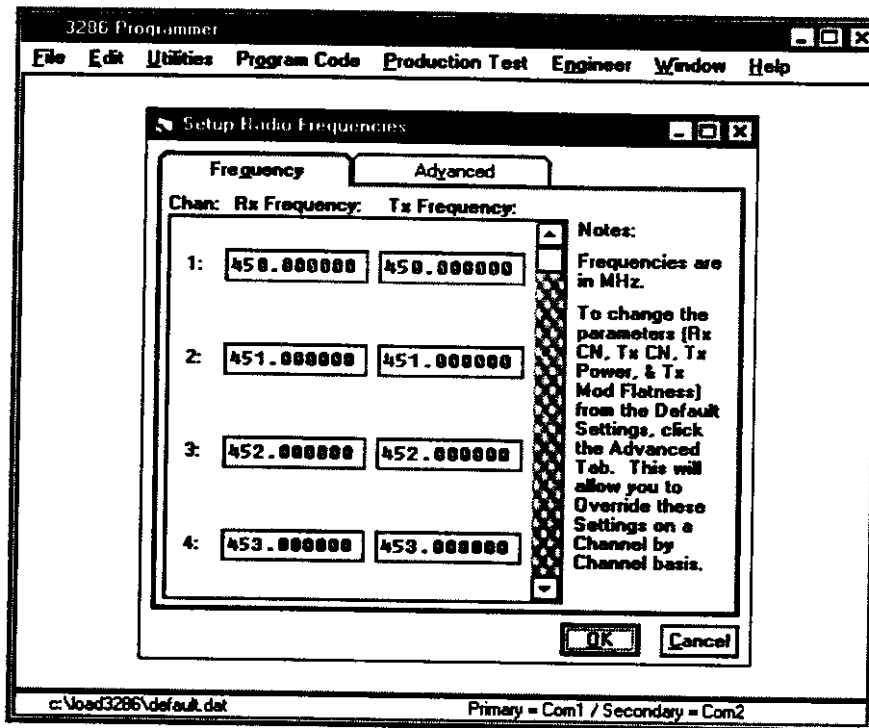 3286 Programmer
File Edit Utilities Program Code Production Test Engineer Window Help
Setup Radio Frequencies
Frequency Advanced
Chan: Rx Frequency: Tx Frequency:
1: 450.000000 450.000000
2: 451.000000 451.000000
3: 452.000000 452.000000
4: 453.000000 453.000000
Notes:
Frequencies are
in MHz.
To change the
parameters (Rx
CN, Tx CN, Tx
Power, & Tx
Mod Flatness)
from the Default
Settings, click
the Advanced
Tab. This will
allow you to
Override these
Settings on a
Channel by
Channel basis.
OK Cancel
c:\load3286\default.dat Primary = Com1 / Secondary = Com2